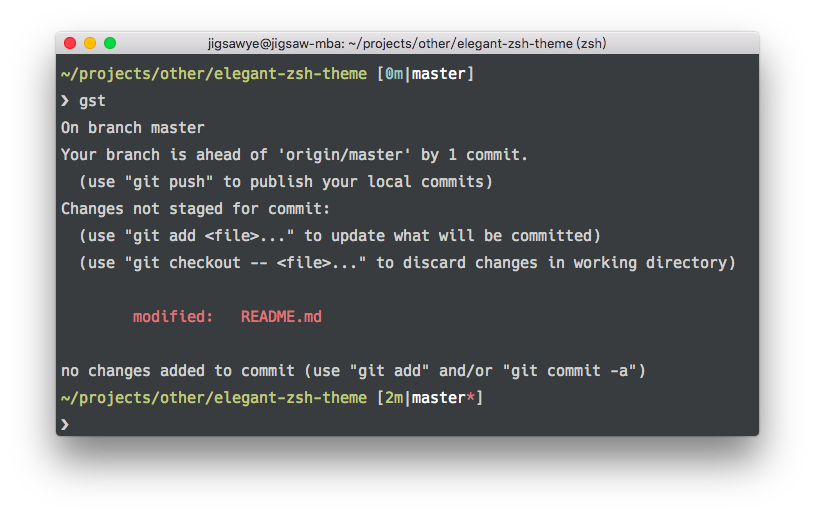 jigsawye@jigsaw-mba: ~/projects/other/elegant-zsh-theme (zsh)
~/projects/other/elegant-zsh-theme [0m|master]
❯ gst
On branch master
Your branch is ahead of 'origin/master' by 1 commit.
  (use "git push" to publish your local commits)
Changes not staged for commit:
  (use "git add <file>..." to update what will be committed)
  (use "git checkout -- <file>..." to discard changes in working directory)
        modified:   README.md
no changes added to commit (use "git add" and/or "git commit -a")
~/projects/other/elegant-zsh-theme [2m|master*]
❯